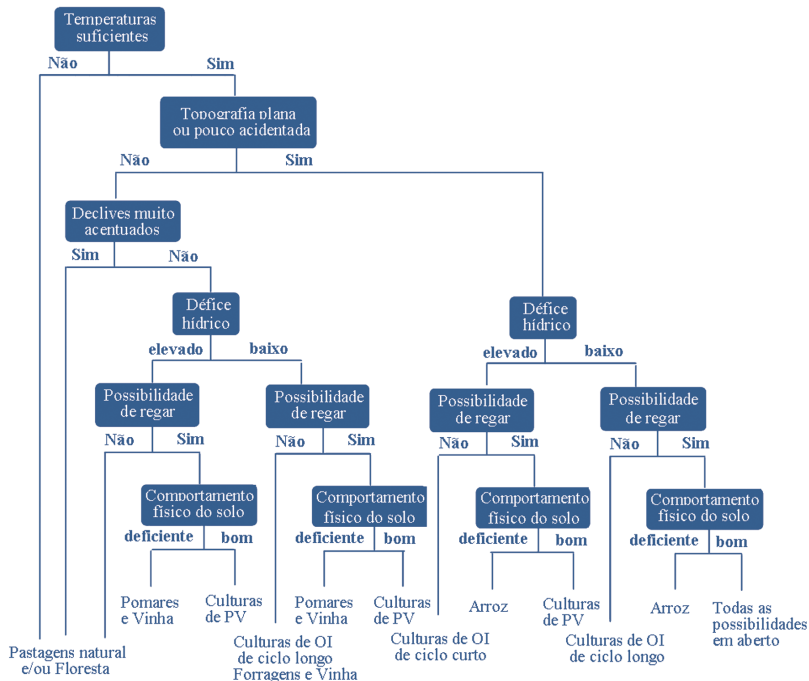 Temperaturas
suficientes
Não
Sim
Topografia plana
ou pouco acidentada
Não
Sim
Declives muito
acentuados
Sim
Não
Défice
hídrico
Défice
hídrico
elevado
baixo
elevado
baixo
Possibilidade
de regar
Possibilidade
de regar
Possibilidade
de regar
Possibilidade
de regar
Não
Sim
Não
Sim
Não
Sim
Não
Sim
Comportamento
físico do solo
Comportamento
físico do solo
Comportamento
físico do solo
Comportamento
físico do solo
deficiente
bom
deficiente
bom
deficiente
bom
deficiente
bom
Pomares
e Vinha
Culturas
de PV
Pomares
e Vinha
Culturas
de PV
Arroz
Culturas
de PV
Arroz
Todas as
possibilidades
em aberto
Pastagens natural
e/ou Floresta
Culturas de OI
de ciclo longo
Forragens e Vinha
Culturas de OI
de ciclo curto
Culturas de OI
de ciclo longo